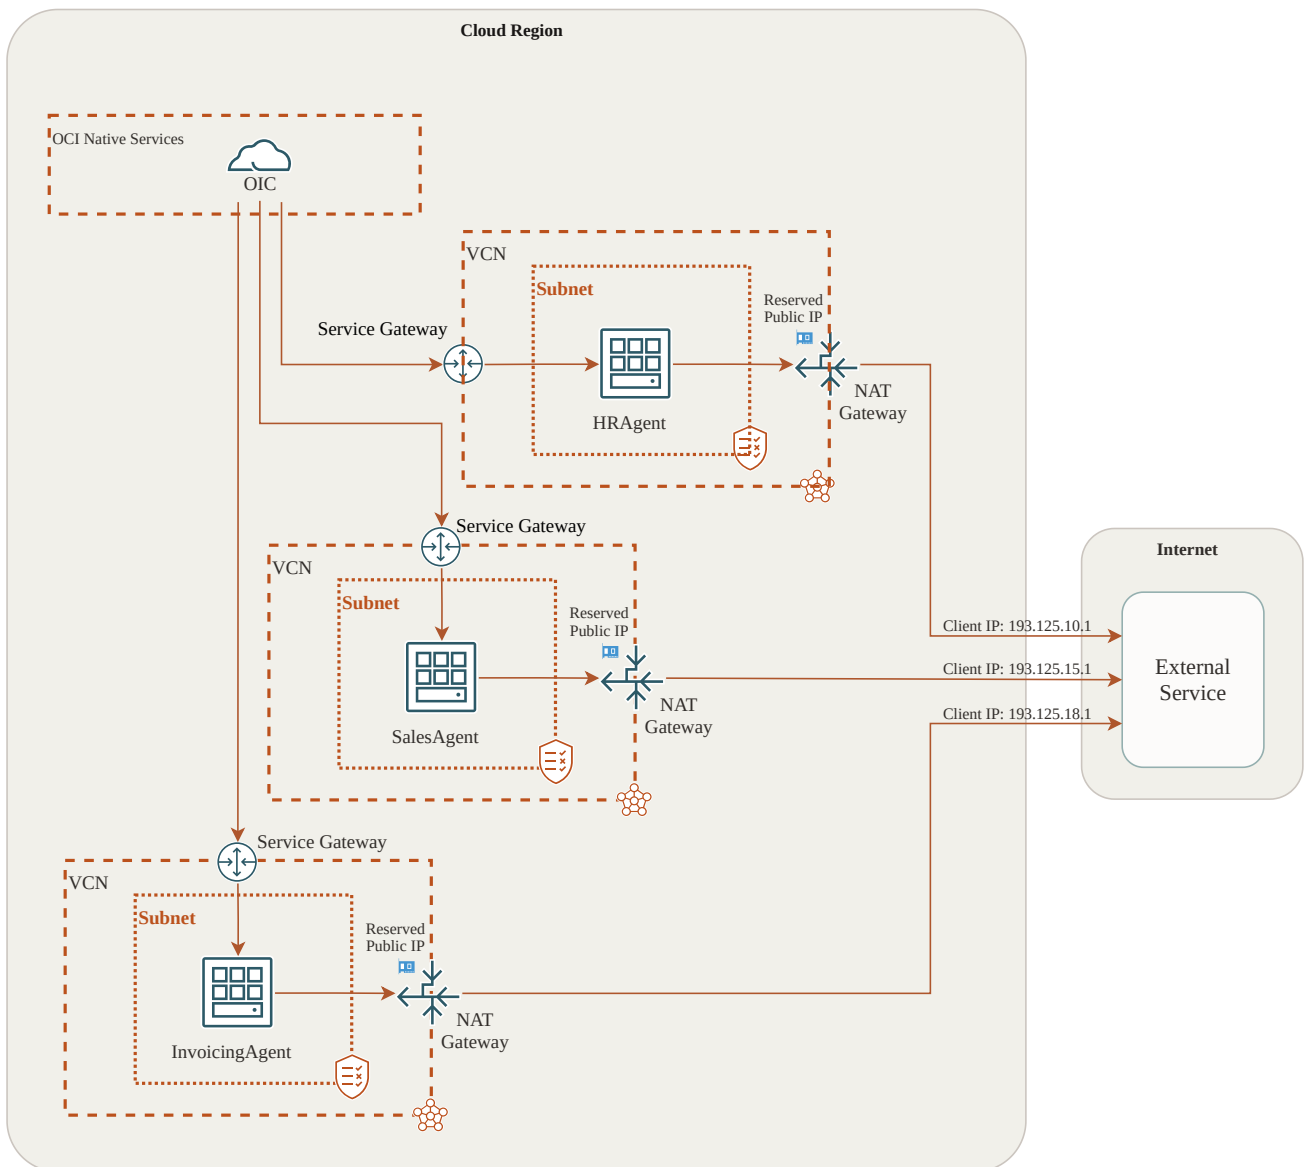 Cloud Region
OCI Native Services
OIC
VCN
Subnet
Reserved
Public IP
Service Gateway
NAT
Gateway
HRAgent
Service Gateway
VCN
Subnet
Reserved
Public IP
NAT
Gateway
SalesAgent
Internet
Client IP: 193.125.10.1
Client IP: 193.125.15.1
Client IP: 193.125.18.1
External
Service
Service Gateway
VCN
Subnet
Reserved
Public IP
NAT
Gateway
InvoicingAgent